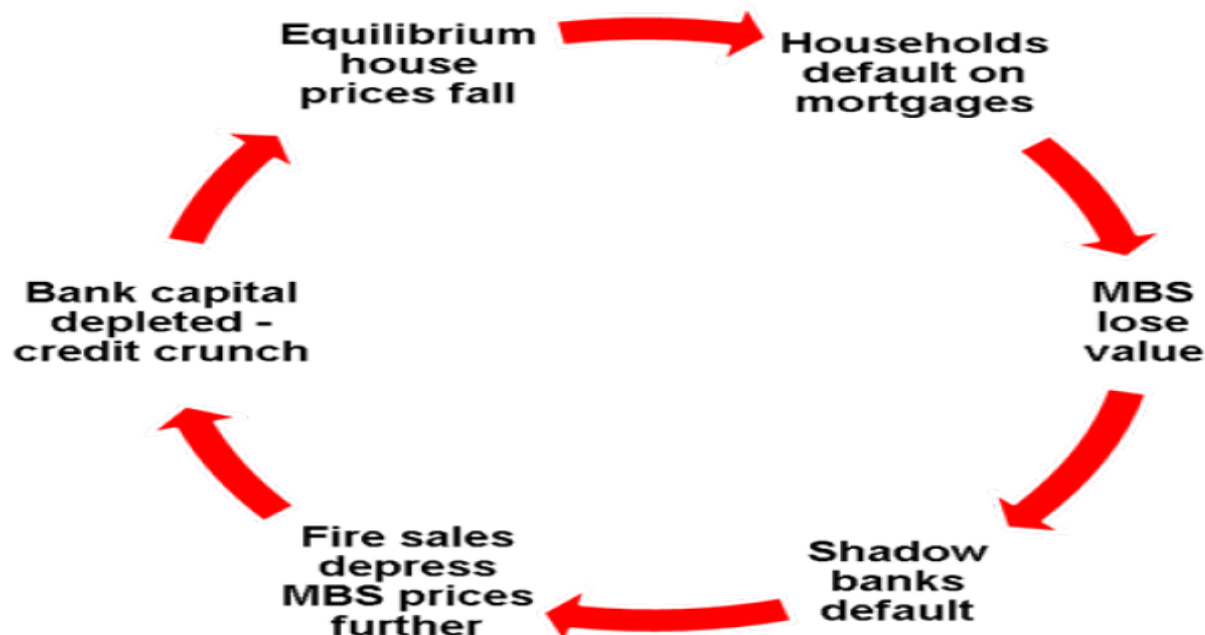 Equilibrium
house
prices fall
Households
default on
mortgages
MBS
lose
value
Shadow
banks
default
Fire sales
depress
MBS prices
further
Bank capital
depleted -
credit crunch